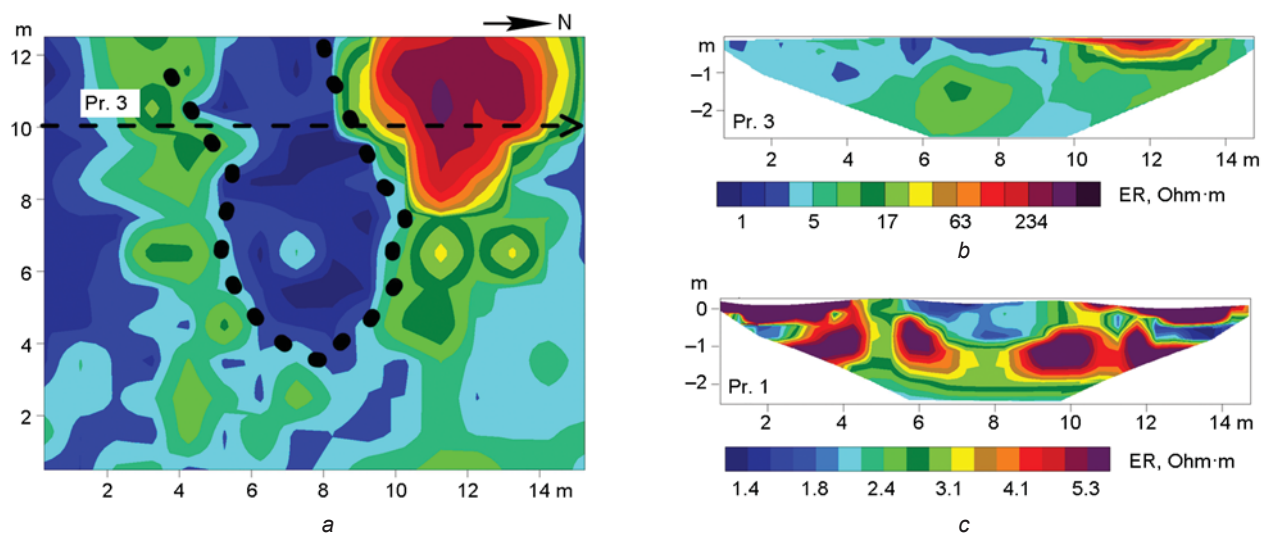 m
N
12
10
8
6
4
2
Pr. 3
2 4 6 8 10 12 14 m
a
m
–1
–2
Pr. 3
2 4 6 8 10 12 14 m
1 5 17 63 234
ER, Ohm·m
b
m
0
–1
–2
Pr. 1
2 4 6 8 10 12 14 m
1.4 1.8 2.4 3.1 4.1 5.3
ER, Ohm·m
c